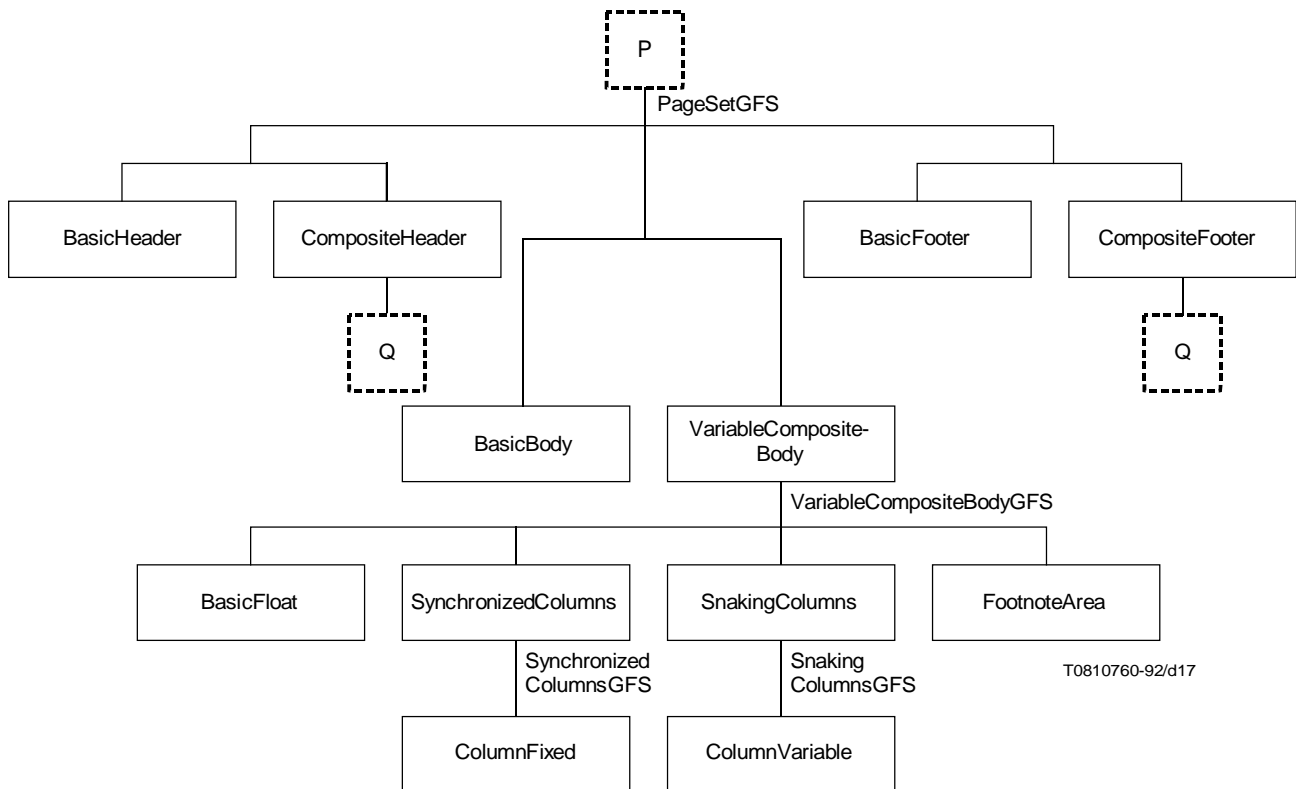 P
PageSetGFS
BasicHeader
CompositeHeader
BasicFooter
CompositeFooter
Q
Q
BasicBody
VariableComposite-
Body
VariableCompositeBodyGFS
BasicFloat
SynchronizedColumns
SnakingColumns
FootnoteArea
Synchronized
ColumnsGFS
Snaking
ColumnsGFS
T0810760-92/d17
ColumnFixed
ColumnVariable